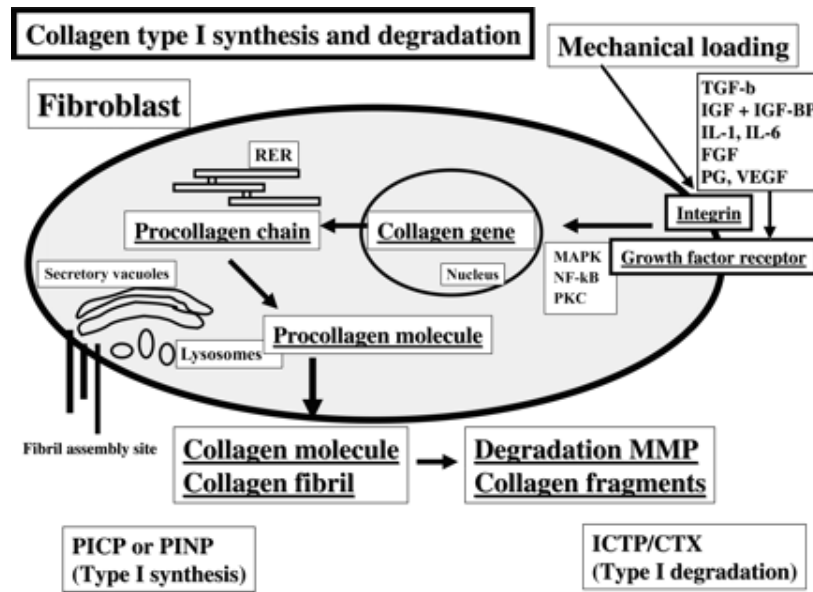 Collagen type I synthesis and degradation
Mechanical loading
TGF-b
IGF + IGF-BP
IL-1, IL-6
FGF
PG, VEGF
Fibroblast
RER
Integrin
Procollagen chain
Collagen gene
Growth factor receptor
MAPK
NF-kB
PKC
Nucleus
Secretory vacuoles
Procollagen molecule
Lysosomes
Fibril assembly site
Collagen molecule
Collagen fibril
Degradation MMP
Collagen fragments
PICP or PINP
(Type I synthesis)
ICTP/CTX
(Type I degradation)